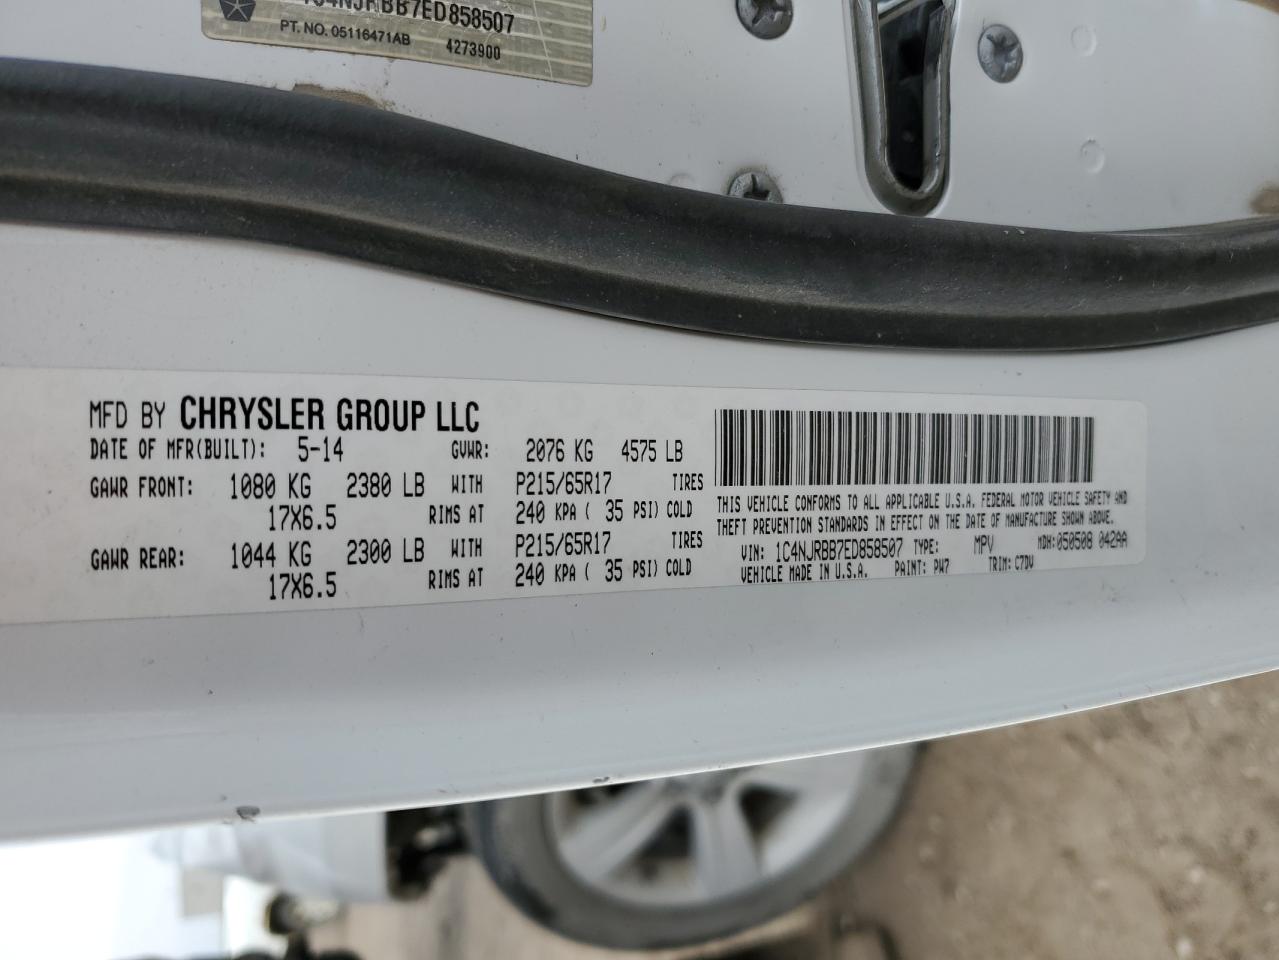 C4NJRBB7ED858507
PT. NO. 05116471AB 4273900
MFD BY CHRYSLER GROUP LLC
DATE OF MFR(BUILT): 5-14 GVWR: 2076 KG 4575 LB
GAWR FRONT: 1080 KG 2380 LB WITH P215/65R17 TIRES
17X6.5 RIMS AT 240 KPA ( 35 PSI) COLD
GAWR REAR: 1044 KG 2300 LB WITH P215/65R17 TIRES
17X6.5 RIMS AT 240 KPA ( 35 PSI) COLD
THIS VEHICLE CONFORMS TO ALL APPLICABLE U.S.A. FEDERAL MOTOR VEHICLE SAFETY AND
THEFT PREVENTION STANDARDS IN EFFECT ON THE DATE OF MANUFACTURE SHOWN ABOVE.
VIN: 1C4NJRBB7ED858507 TYPE: MPV MDH: 050508 042AA
VEHICLE MADE IN U.S.A. PAINT: PW7 TRIM: C7DV